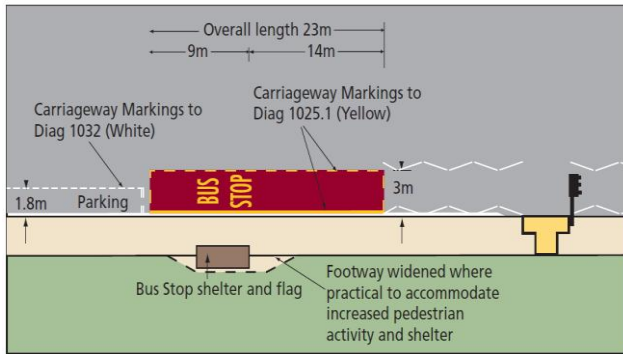 Overall length 23m
9m
14m
Carriageway Markings to
Diag 1032 (White)
Carriageway Markings to
Diag 1025.1 (Yellow)
BUS
STOP
3m
1.8m
Parking
Bus Stop shelter and flag
Footway widened where
practical to accommodate
increased pedestrian
activity and shelter